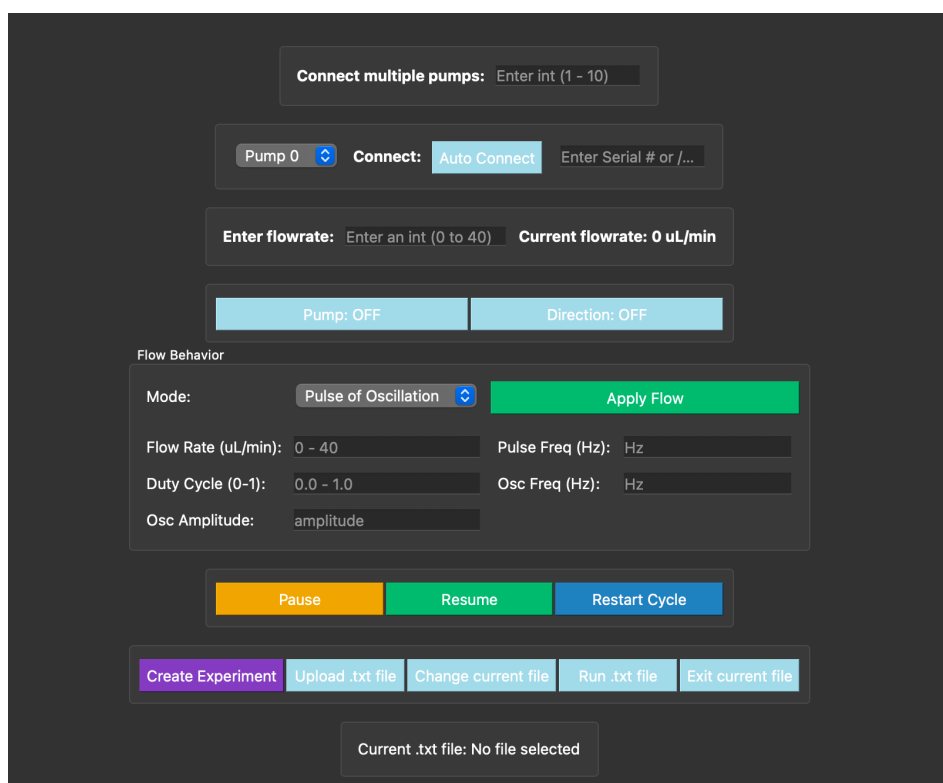 Connect multiple pumps: Enter int (1 - 10)
Pump 0 Connect: Auto Connect Enter Serial # or /...
Enter flowrate: Enter an int (0 to 40) Current flowrate: 0 uL/min
Pump: OFF Direction: OFF
Flow Behavior
Mode: Pulse of Oscillation Apply Flow
Flow Rate (uL/min): 0 - 40 Pulse Freq (Hz): Hz
Duty Cycle (0-1): 0.0 - 1.0 Osc Freq (Hz): Hz
Osc Amplitude: amplitude
Pause Resume Restart Cycle
Create Experiment Upload .txt file Change current file Run .txt file Exit current file
Current .txt file: No file selected